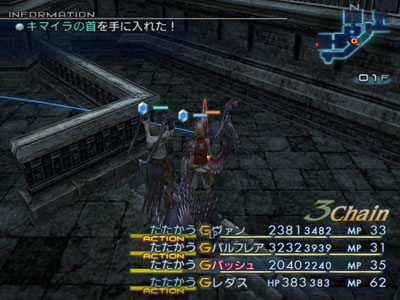 INFORMATION
キマイラの首を手に入れた！
N
01F
3Chain
たたかう G ヴァン 2381 3482 MP 33
ACTION
たたかう G バルフレア 3232 3939 MP 31
ACTION
たたかう G バッシュ 2040 2240 MP 35
ACTION
たたかう G レダス HP 383 383 MP 62